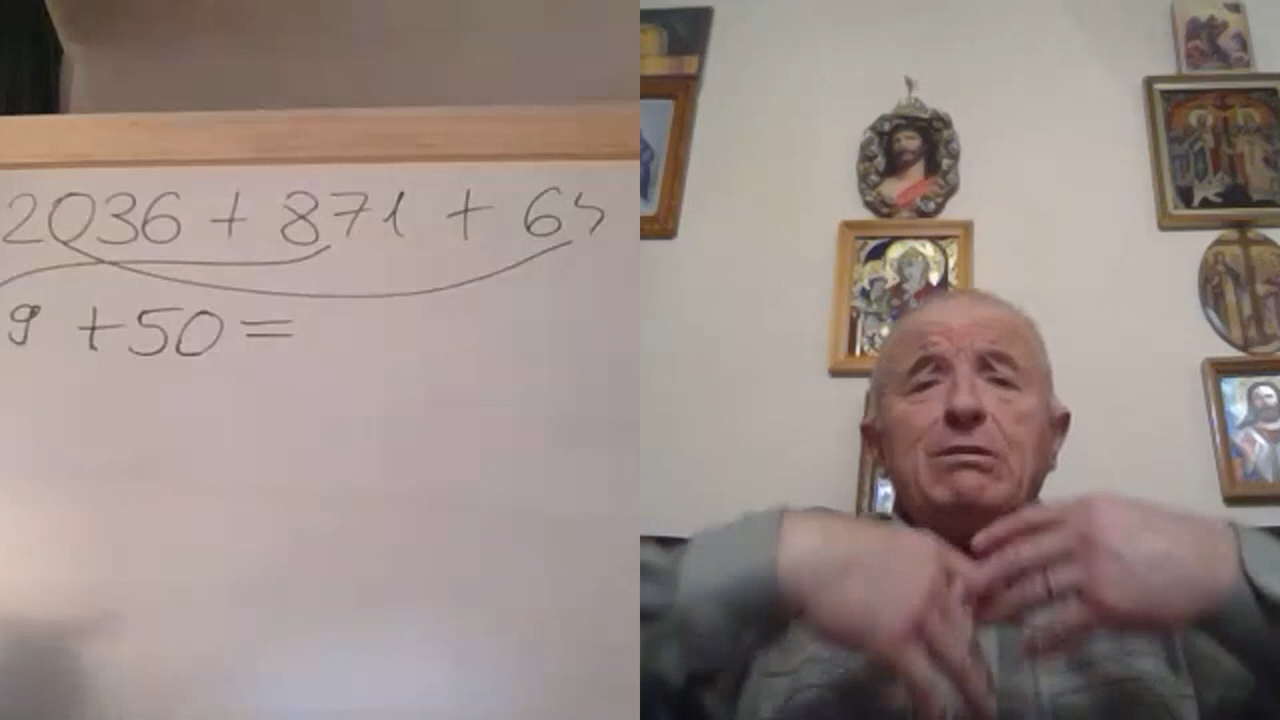 2036 + 871 + 64
9 +50=